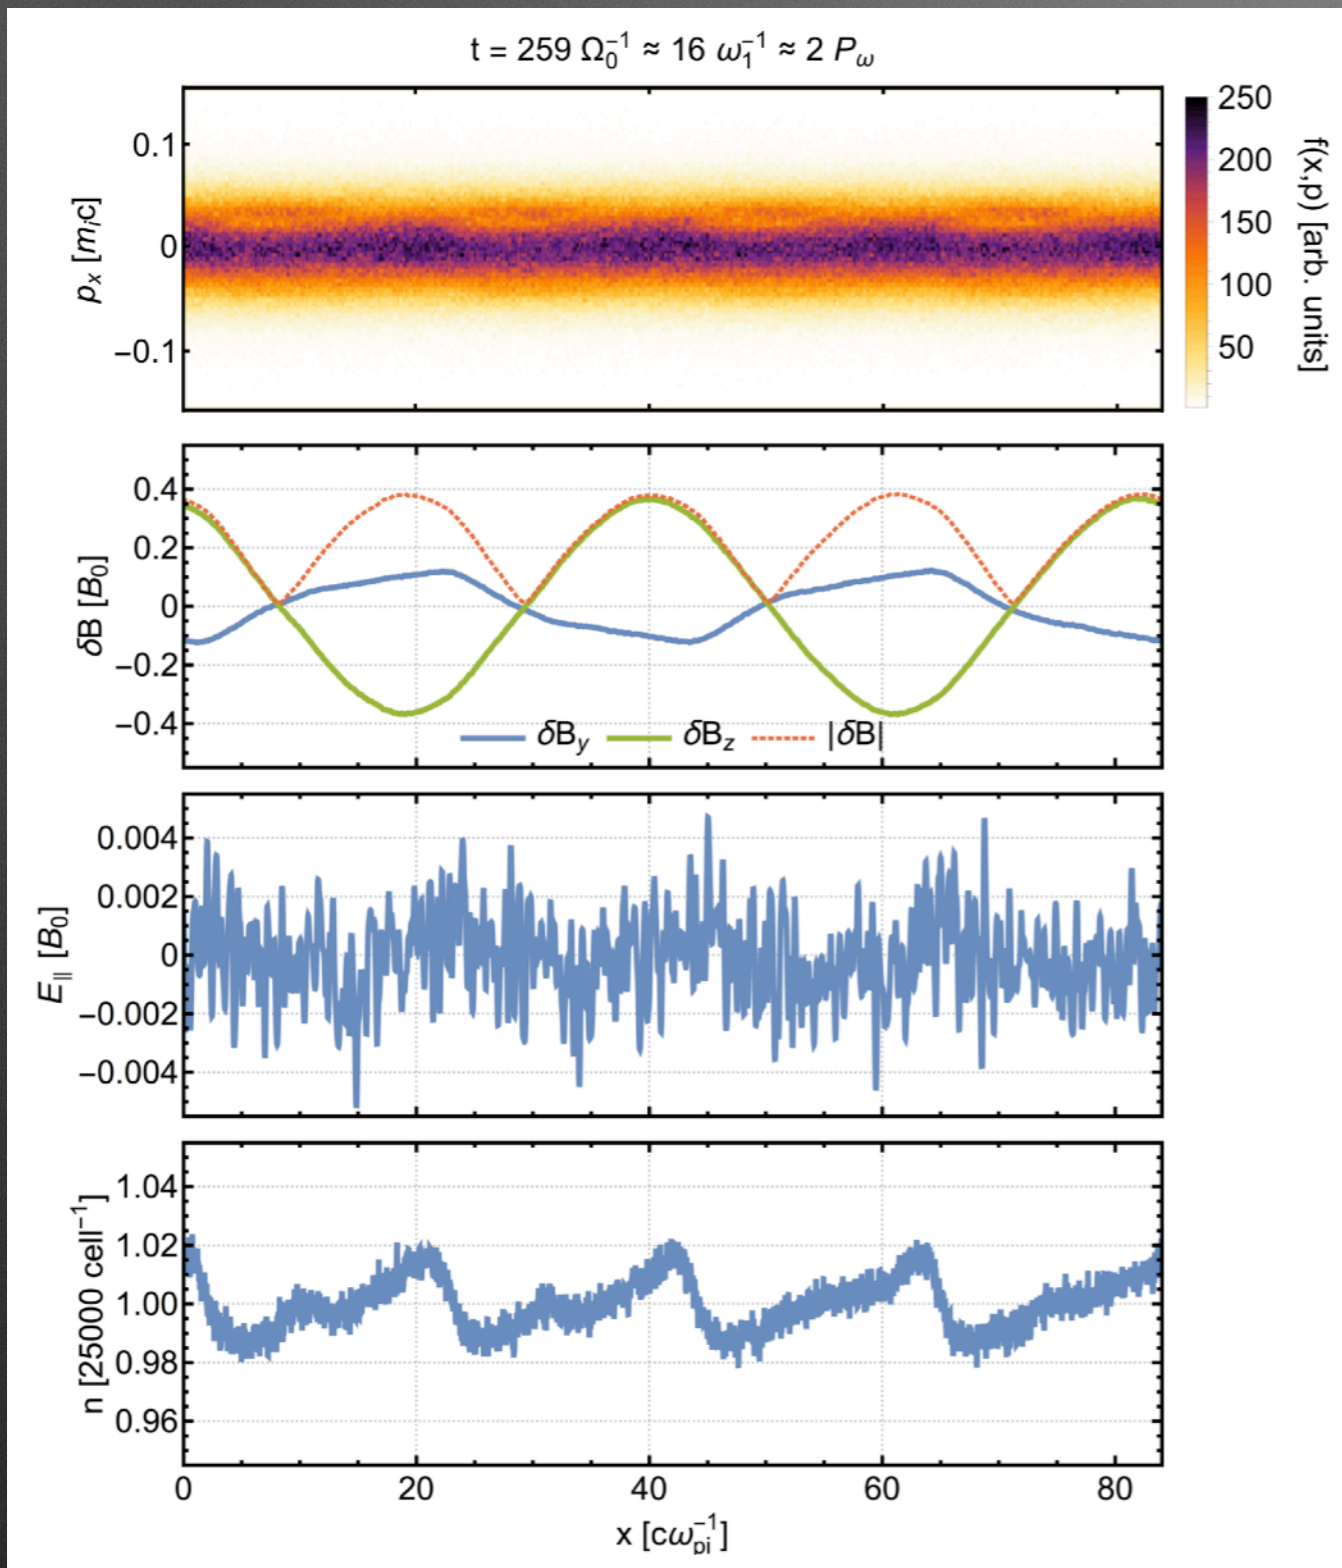 t = 259 Ω₀⁻¹ ≈ 16 ω₁⁻¹ ≈ 2 P_ω
0.1
0
−0.1
pₓ [mᵢc]
250
200
150
100
50
f(x,p) [arb. units]
0.4
0.2
0
−0.2
−0.4
δB [B₀]
δB_y δB_z |δB|
0.004
0.002
0
−0.002
−0.004
E_∥ [B₀]
1.04
1.02
1.00
0.98
0.96
n [25000 cell⁻¹]
0 20 40 60 80
x [cω_pi⁻¹]